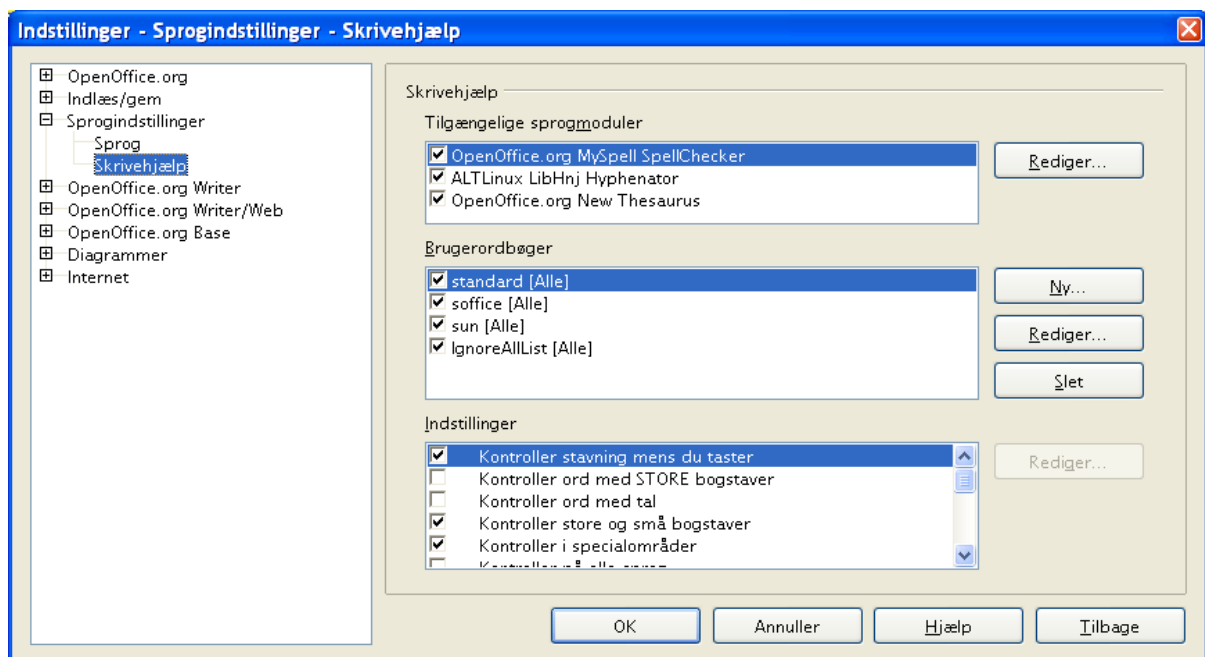 Indstillinger - Sprogindstillinger - Skrivehjælp
OpenOffice.org
Indlæs/gem
Sprogindstillinger
Sprog
Skrivehjælp
OpenOffice.org Writer
OpenOffice.org Writer/Web
OpenOffice.org Base
Diagrammer
Internet
Skrivehjælp
Tilgængelige sprogmoduler
OpenOffice.org MySpell SpellChecker
ALTLinux LibHnj Hyphenator
OpenOffice.org New Thesaurus
Rediger...
Brugerordbøger
standard [Alle]
soffice [Alle]
sun [Alle]
IgnoreAllList [Alle]
Ny...
Rediger...
Slet
Indstillinger
Kontroller stavning mens du taster
Kontroller ord med STORE bogstaver
Kontroller ord med tal
Kontroller store og små bogstaver
Kontroller i specialområder
Kontroller på alle sprog
Rediger...
OK
Annuller
Hjælp
Tilbage